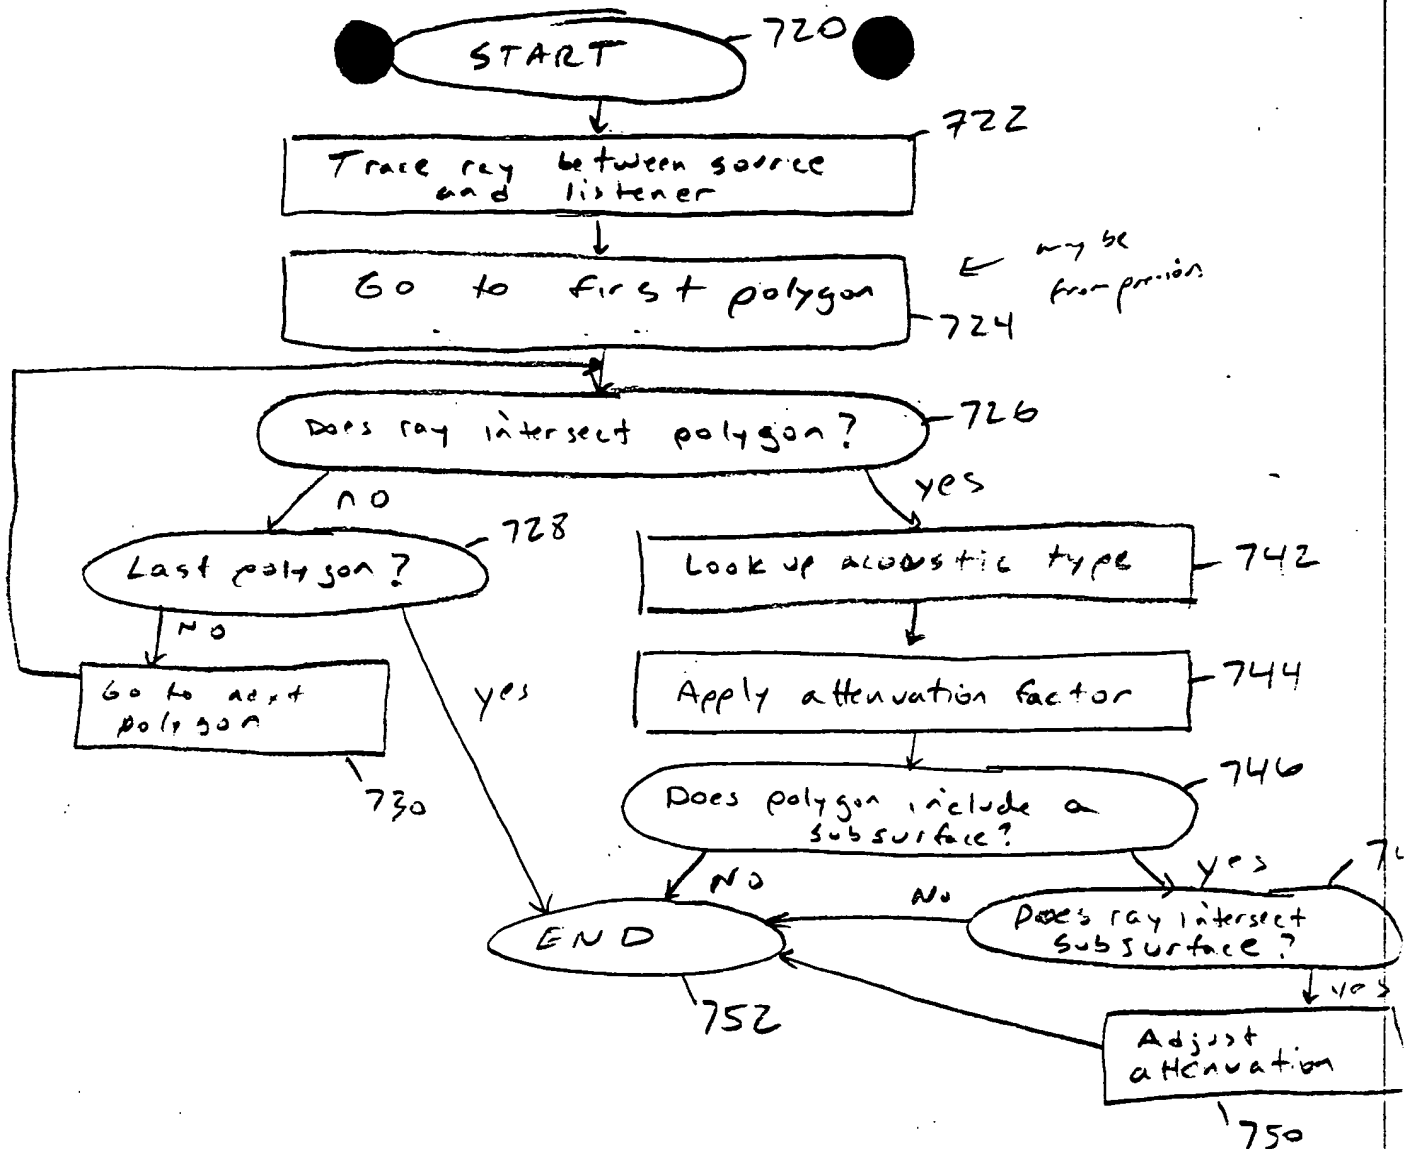 START
720
722
Trace ray between source
and listener
Go to first polygon
724
may be
from
Does ray intersect polygon?
726
no
yes
728
Last polygon?
Look up acoustic type
742
NO
Go to next
polygon
yes
Apply attenuation factor
744
730
746
Does polygon include a
subsurface?
NO
yes
No
Does ray intersect
subsurface?
END
752
yes
Adjust
attenuation
750